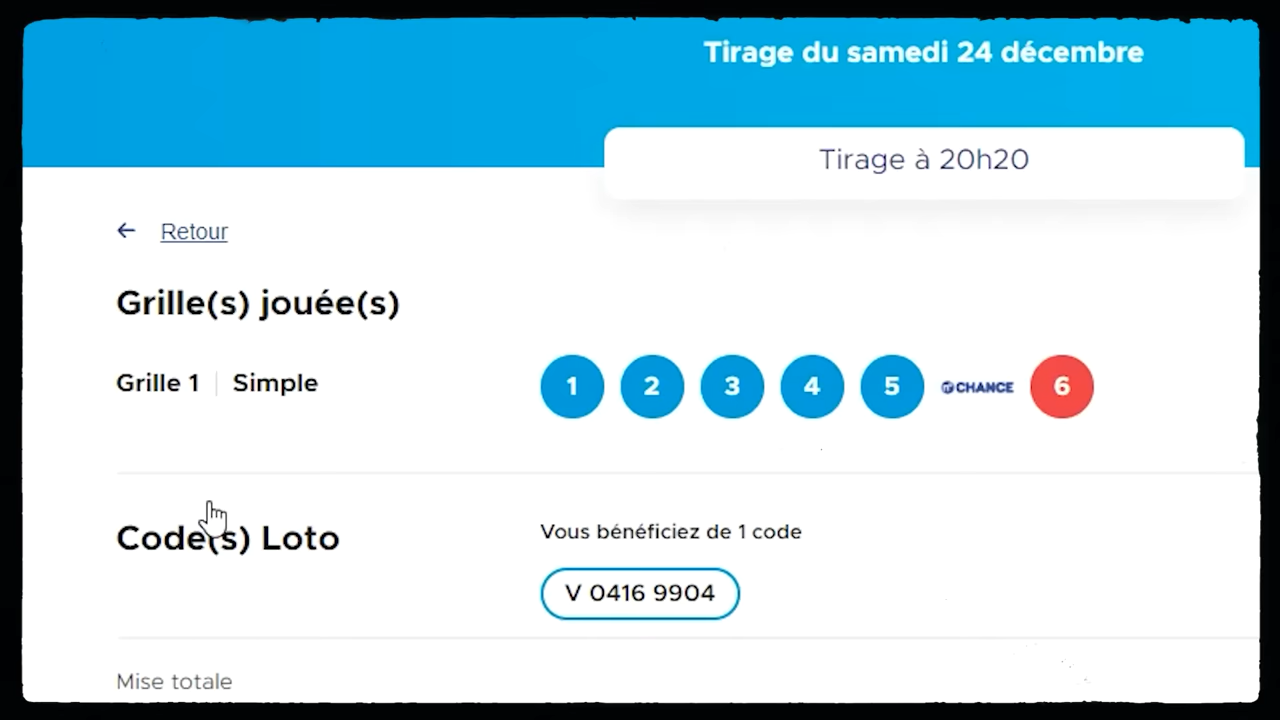 Tirage du samedi 24 décembre
Tirage à 20h20
← Retour
Grille(s) jouée(s)
Grille 1 | Simple 1 2 3 4 5 N° CHANCE 6
Code(s) Loto
Vous bénéficiez de 1 code
V 0416 9904
Mise totale